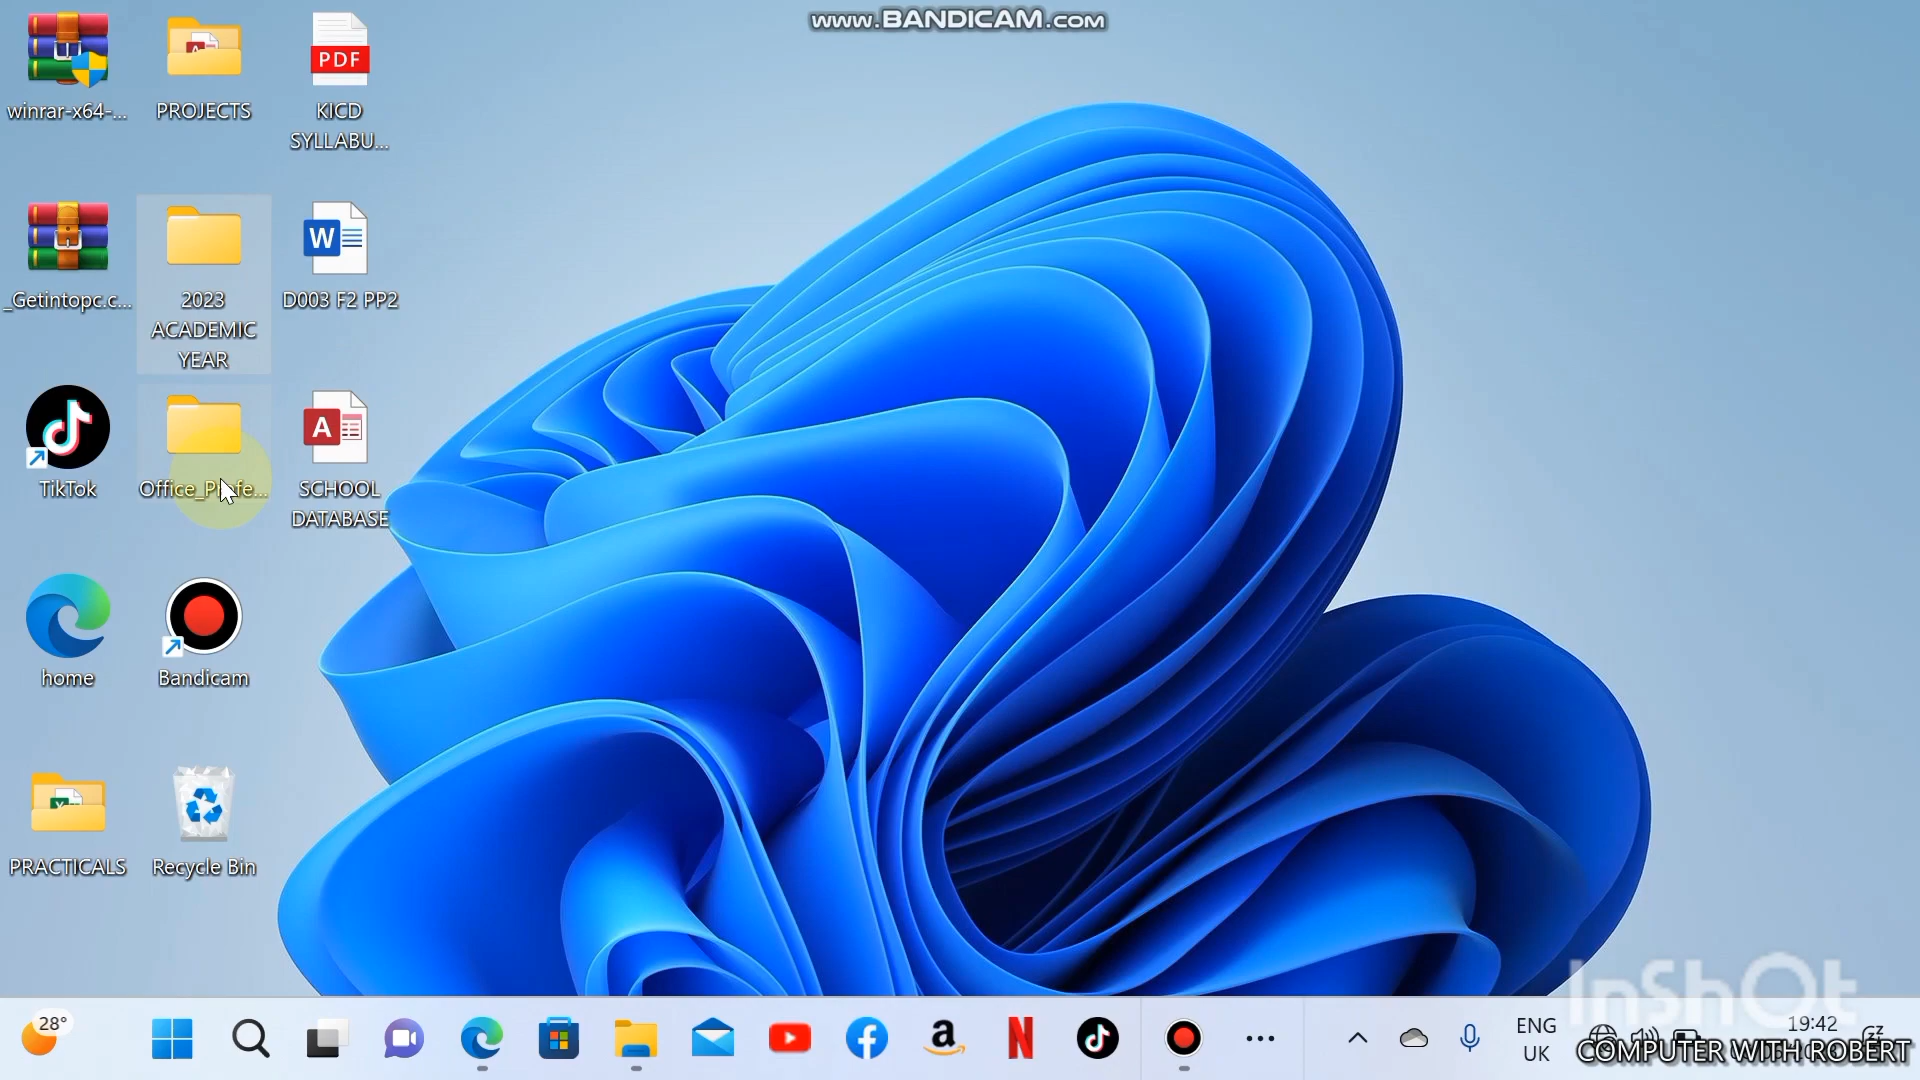 www.BANDICAM.com
winrar-x64-...
PROJECTS
KICD
SYLLABU...
PDF
_Getintopc.c...
2023
ACADEMIC
YEAR
W
D003 F2 PP2
TikTok
A
SCHOOL
DATABASE
home
Bandicam
PRACTICALS
Recycle Bin
InShOt
28°
ENG
UK
19:42
COMPUTER WITH ROBERT